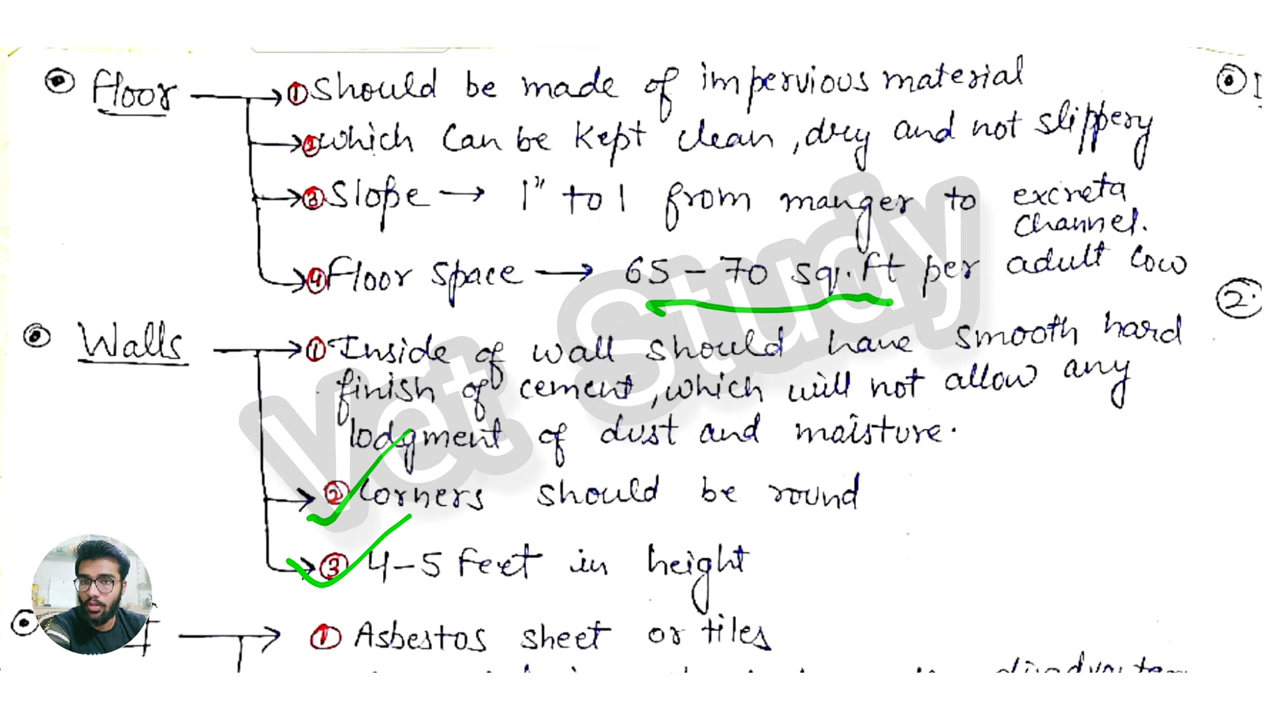 Floor → ① Should be made of impervious material
→ ② which can be kept clean, dry and not slippery
→ ③ Slope → 1" to 1 from manger to excreta
channel.
→ ④ Floor space → 65 – 70 sq.ft per adult cow
Walls → ① Inside of wall should have smooth hard
finish of cement, which will not allow any
lodgment of dust and moisture.
→ ② Corners should be round
→ ③ 4-5 feet in height
→ ① Asbestos sheet or tiles
②.
Vet Study